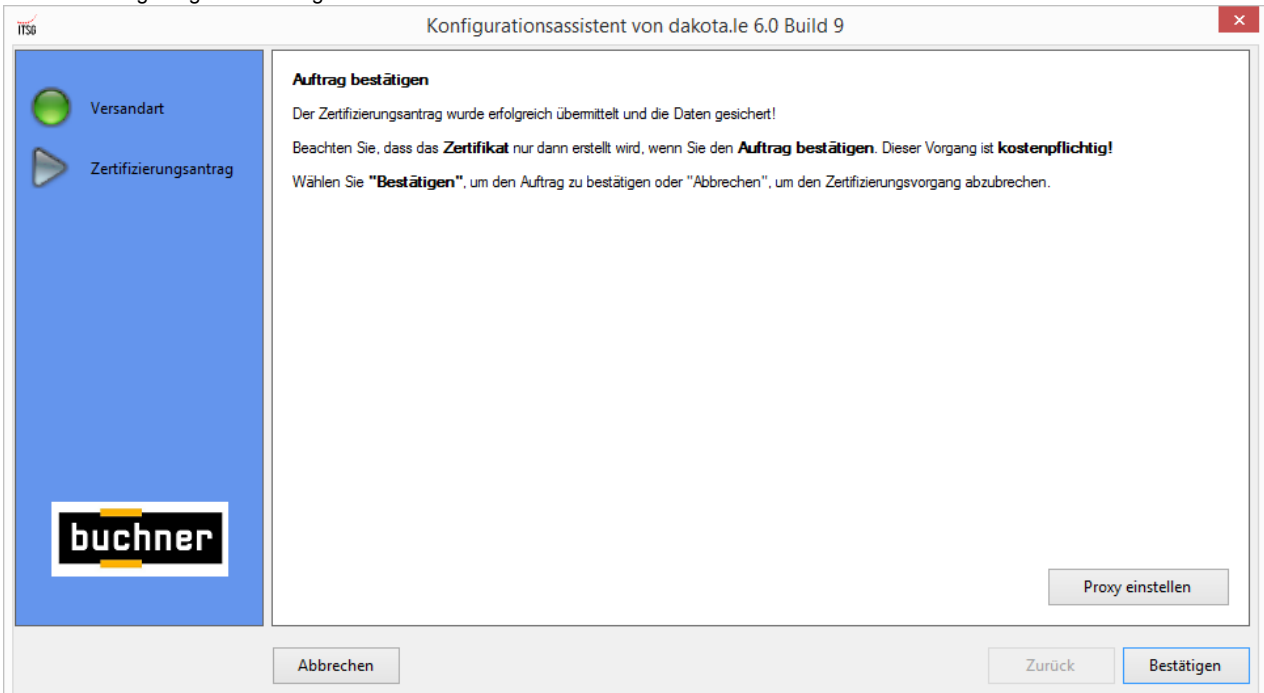 ITSG
Konfigurationsassistent von dakota.le 6.0 Build 9
Versandart
Zertifizierungsantrag
Auftrag bestätigen
Der Zertifizierungsantrag wurde erfolgreich übermittelt und die Daten gesichert!
Beachten Sie, dass das Zertifikat nur dann erstellt wird, wenn Sie den Auftrag bestätigen. Dieser Vorgang ist kostenpflichtig!
Wählen Sie "Bestätigen", um den Auftrag zu bestätigen oder "Abbrechen", um den Zertifizierungsvorgang abzubrechen.
buchner
Proxy einstellen
Abbrechen
Zurück
Bestätigen